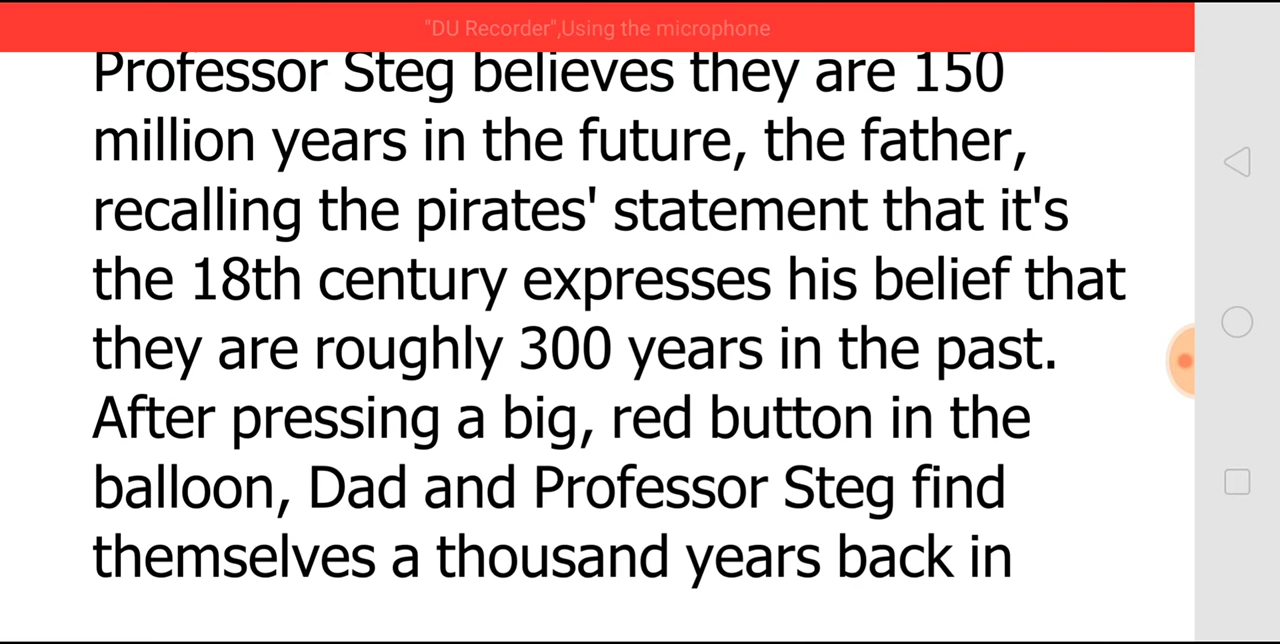 "DU Recorder",Using the microphone
Professor Steg believes they are 150
million years in the future, the father,
recalling the pirates' statement that it's
the 18th century expresses his belief that
they are roughly 300 years in the past.
After pressing a big, red button in the
balloon, Dad and Professor Steg find
themselves a thousand years back in